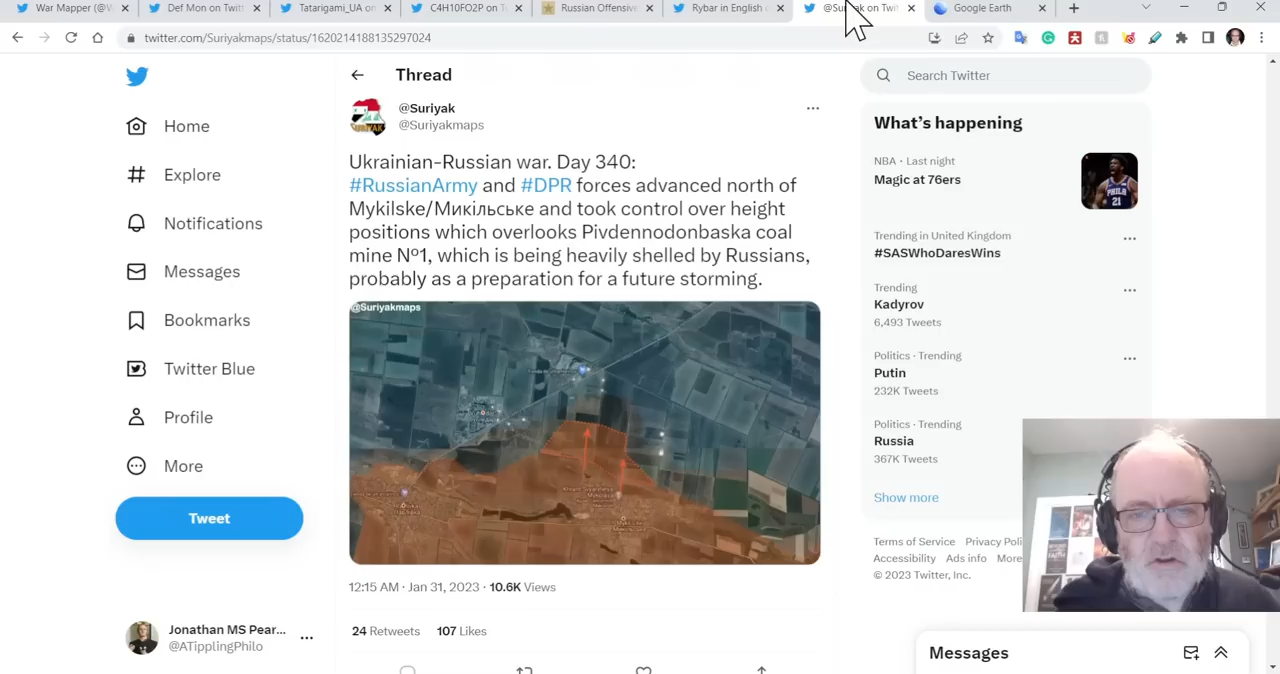 War Mapper (@W
Def Mon on Twitt
Tatarigami_UA on
C4H10FO2P on T
Russian Offensive
Rybar in English o
@Suriyak on Twit
Google Earth
twitter.com/Suriyakmaps/status/1620214188135297024
Thread
Search Twitter
@Suriyak
@Suriyakmaps
Home
Explore
Notifications
Messages
Bookmarks
Twitter Blue
Profile
More
Tweet
Ukrainian-Russian war. Day 340:
#RussianArmy and #DPR forces advanced north of
Mykilske/Микільське and took control over height
positions which overlooks Pivdennodonbaska coal
mine Nº1, which is being heavily shelled by Russians,
probably as a preparation for a future storming.
@Suriyakmaps
12:15 AM · Jan 31, 2023 · 10.6K Views
24 Retweets 107 Likes
What's happening
NBA · Last night
Magic at 76ers
Trending in United Kingdom
#SASWhoDaresWins
Trending
Kadyrov
6,493 Tweets
Politics · Trending
Putin
232K Tweets
Politics · Trending
Russia
367K Tweets
Show more
Terms of Service Privacy Poli
Accessibility Ads info More
© 2023 Twitter, Inc.
Jonathan MS Pear...
@ATipplingPhilo
Messages